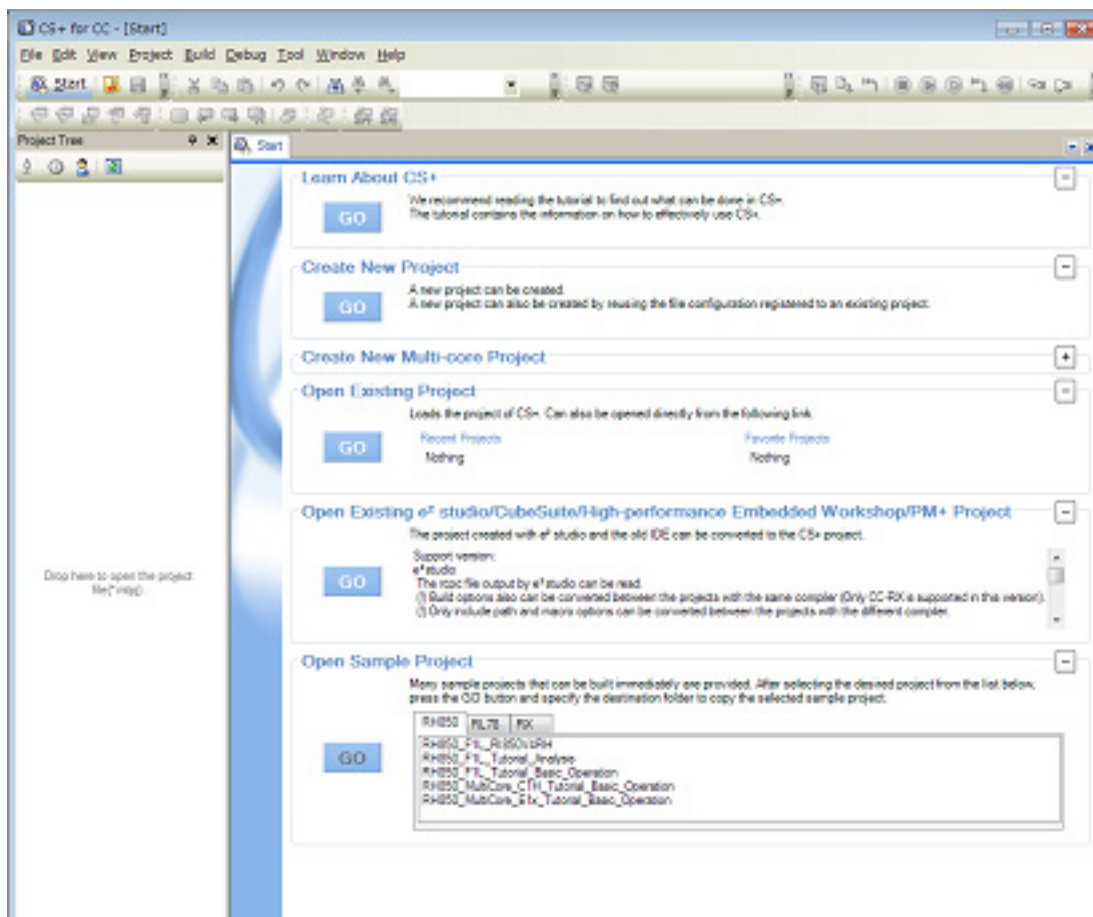 CS+ for CC - [Start]
File Edit View Project Build Debug Tool Window Help
Start
Project Tree
Start
Learn About CS+
GO
We recommend reading the tutorial to find out what can be done in CS+.
The tutorial contains the information on how to effectively use CS+.
Create New Project
GO
A new project can be created.
A new project can also be created by reusing the file configuration registered to an existing project.
Create New Multi-core Project
Open Existing Project
Loads the project of CS+. Can also be opened directly from the following link.
GO
Recent Projects
Favorite Projects
Nothing
Nothing
Open Existing e² studio/CubeSuite/High-performance Embedded Workshop/PM+ Project
The project created with e² studio and the old IDE can be converted to the CS+ project.
GO
Support version:
e² studio
The rcpc file output by e² studio can be read.
(!) Build options also can be converted between the projects with the same compiler (Only CC-RX is supported in this version).
(!) Only include path and macro options can be converted between the projects with the different compiler.
Drop here to open the project
Open Sample Project
Many sample projects that can be built immediately are provided. After selecting the desired project from the list below,
press the GO button and specify the destination folder to copy the selected sample project.
RH850 RL78 RX
GO
RH850_F1L_Tutorial_Analysis
RH850_F1L_Tutorial_Basic_Operation
RH850_MultiCore_CTH_Tutorial_Basic_Operation
RH850_MultiCore_E1x_Tutorial_Basic_Operation